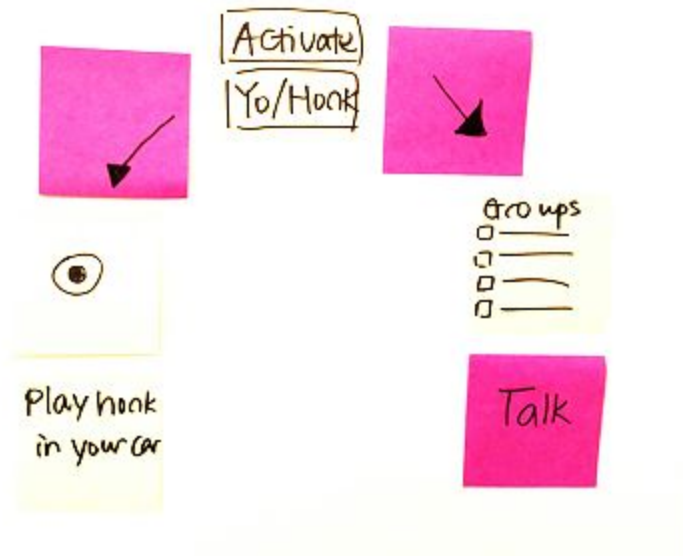 Activate
Yo/Honk
Groups
Play honk
in your car
Talk